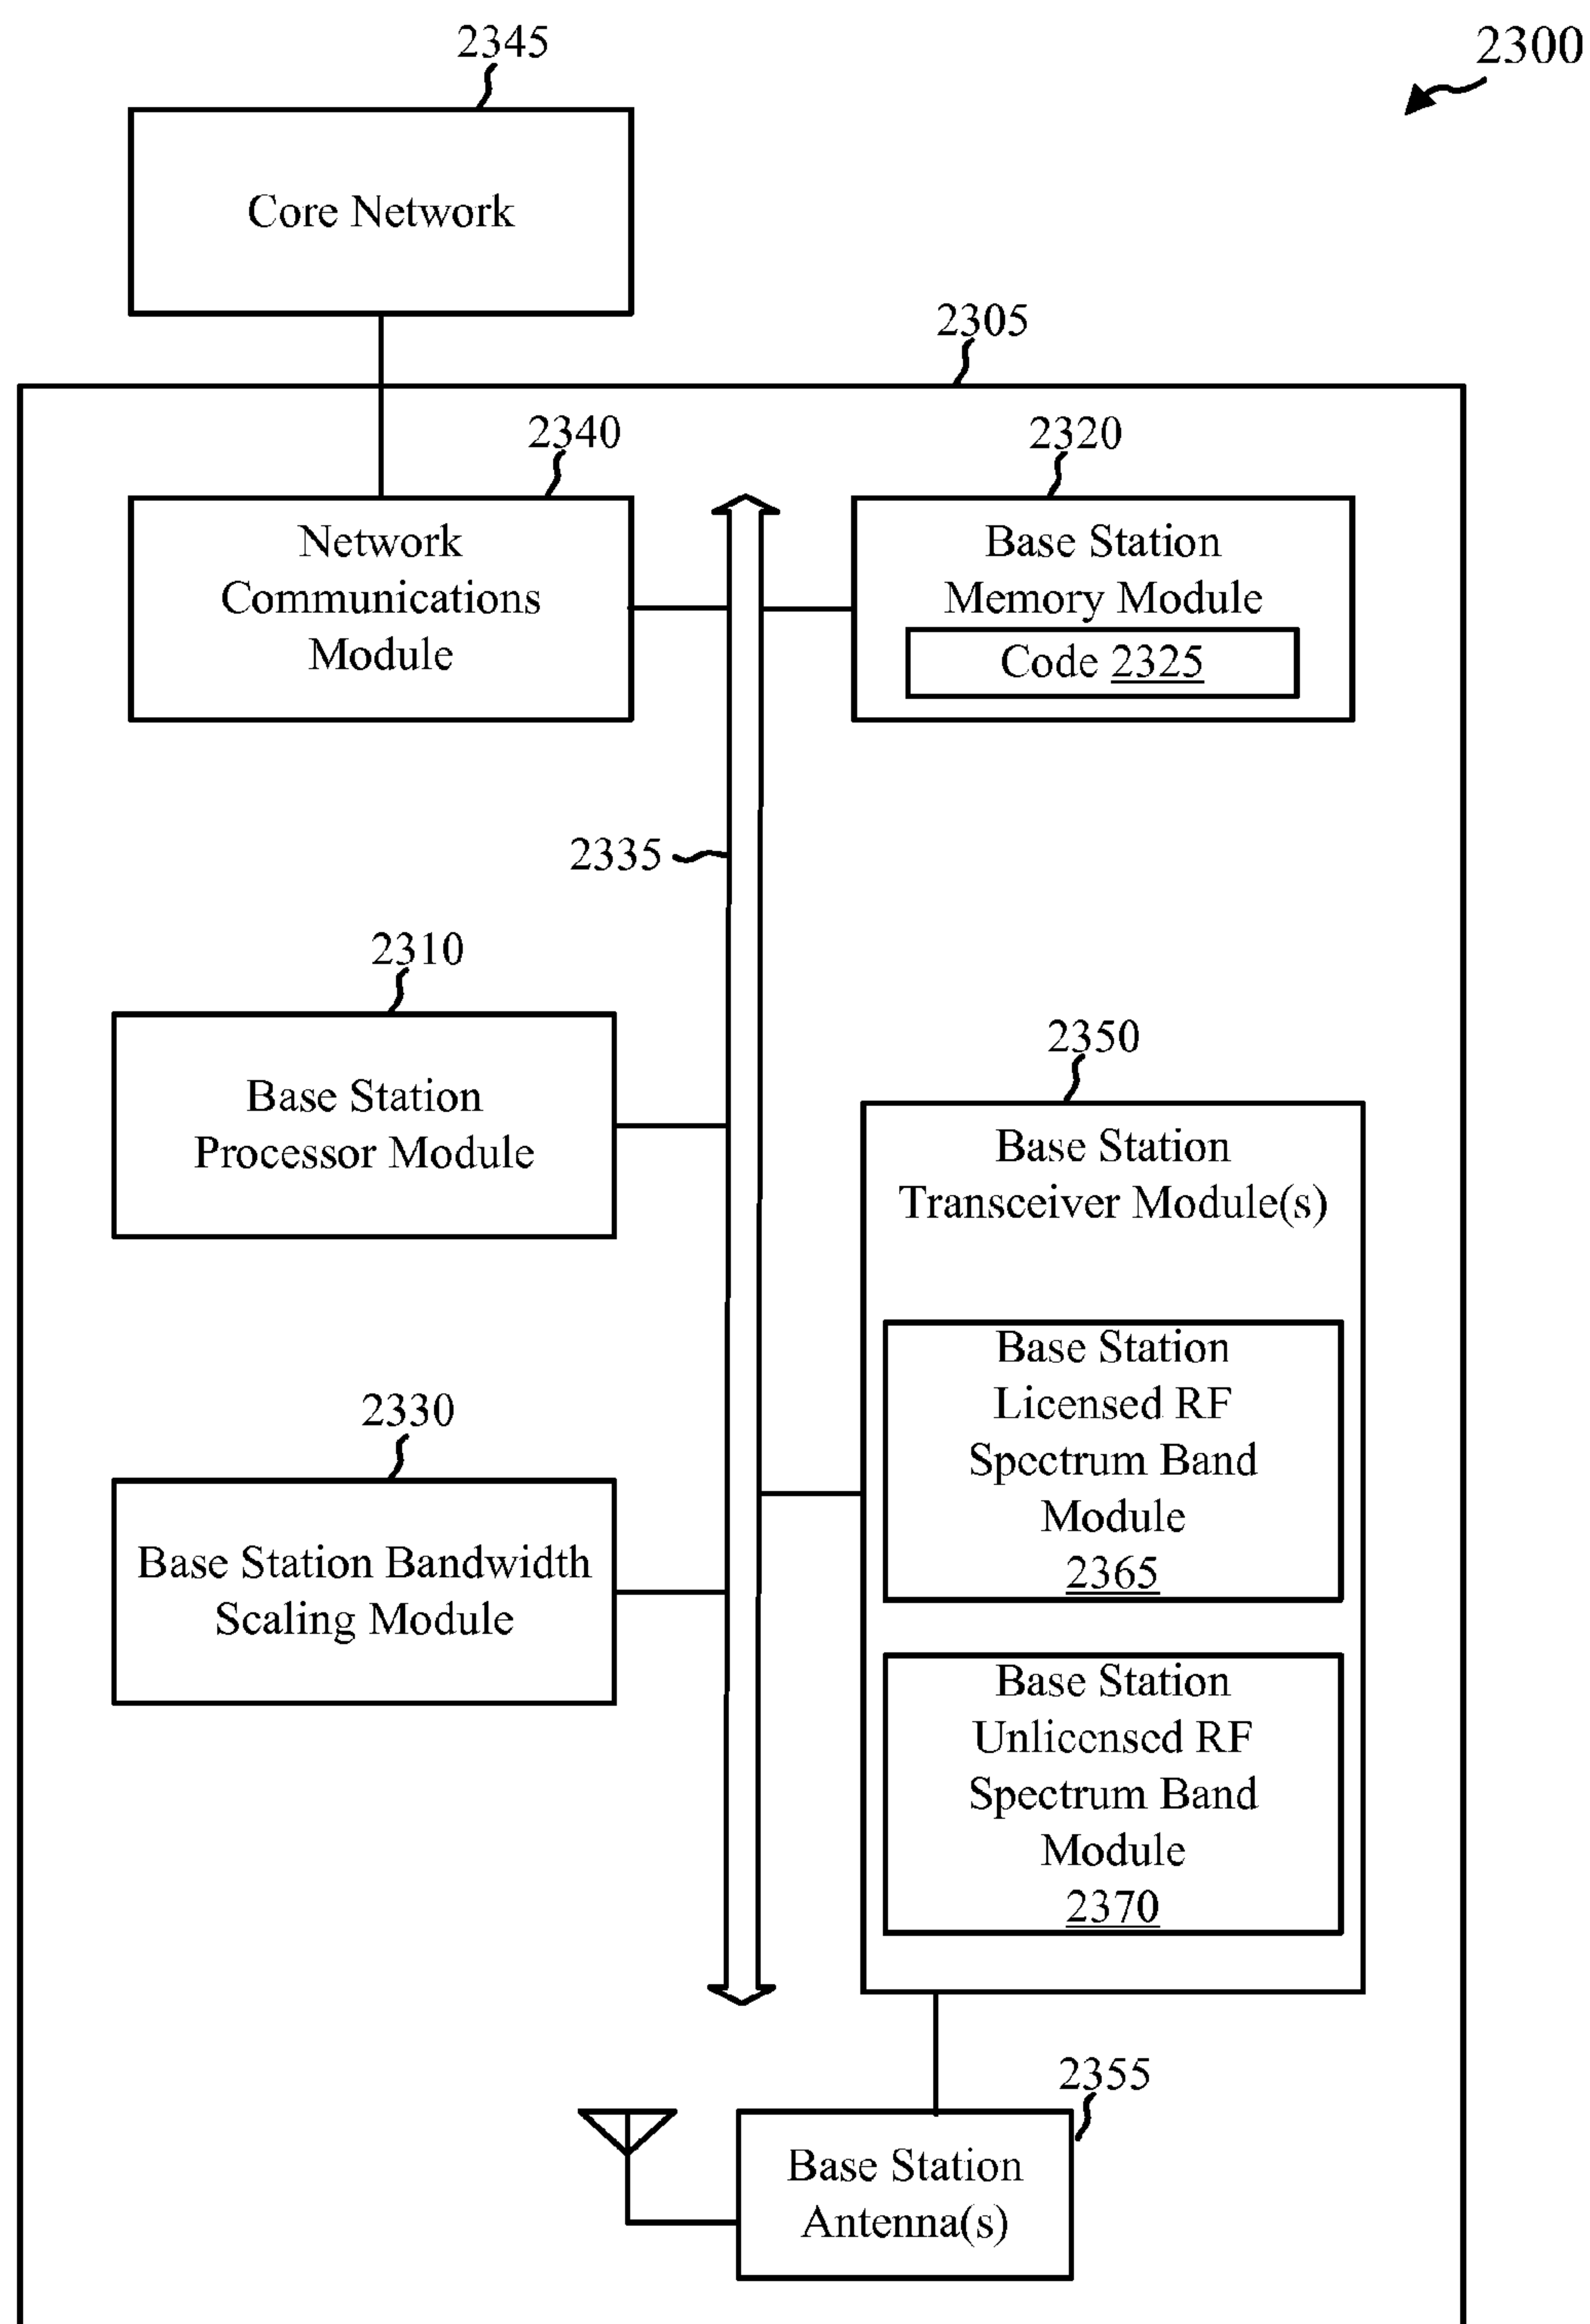 2345
2300
Core Network
2305
2340
2320
Network
Communications
Module
Base Station
Memory Module
Code 2325
2335
2310
Base Station
Processor Module
2350
Base Station
Transceiver Module(s)
Base Station
Licensed RF
Spectrum Band
Module
2365
2330
Base Station Bandwidth
Scaling Module
Base Station
Unlicensed RF
Spectrum Band
Module
2370
2355
Base Station
Antenna(s)